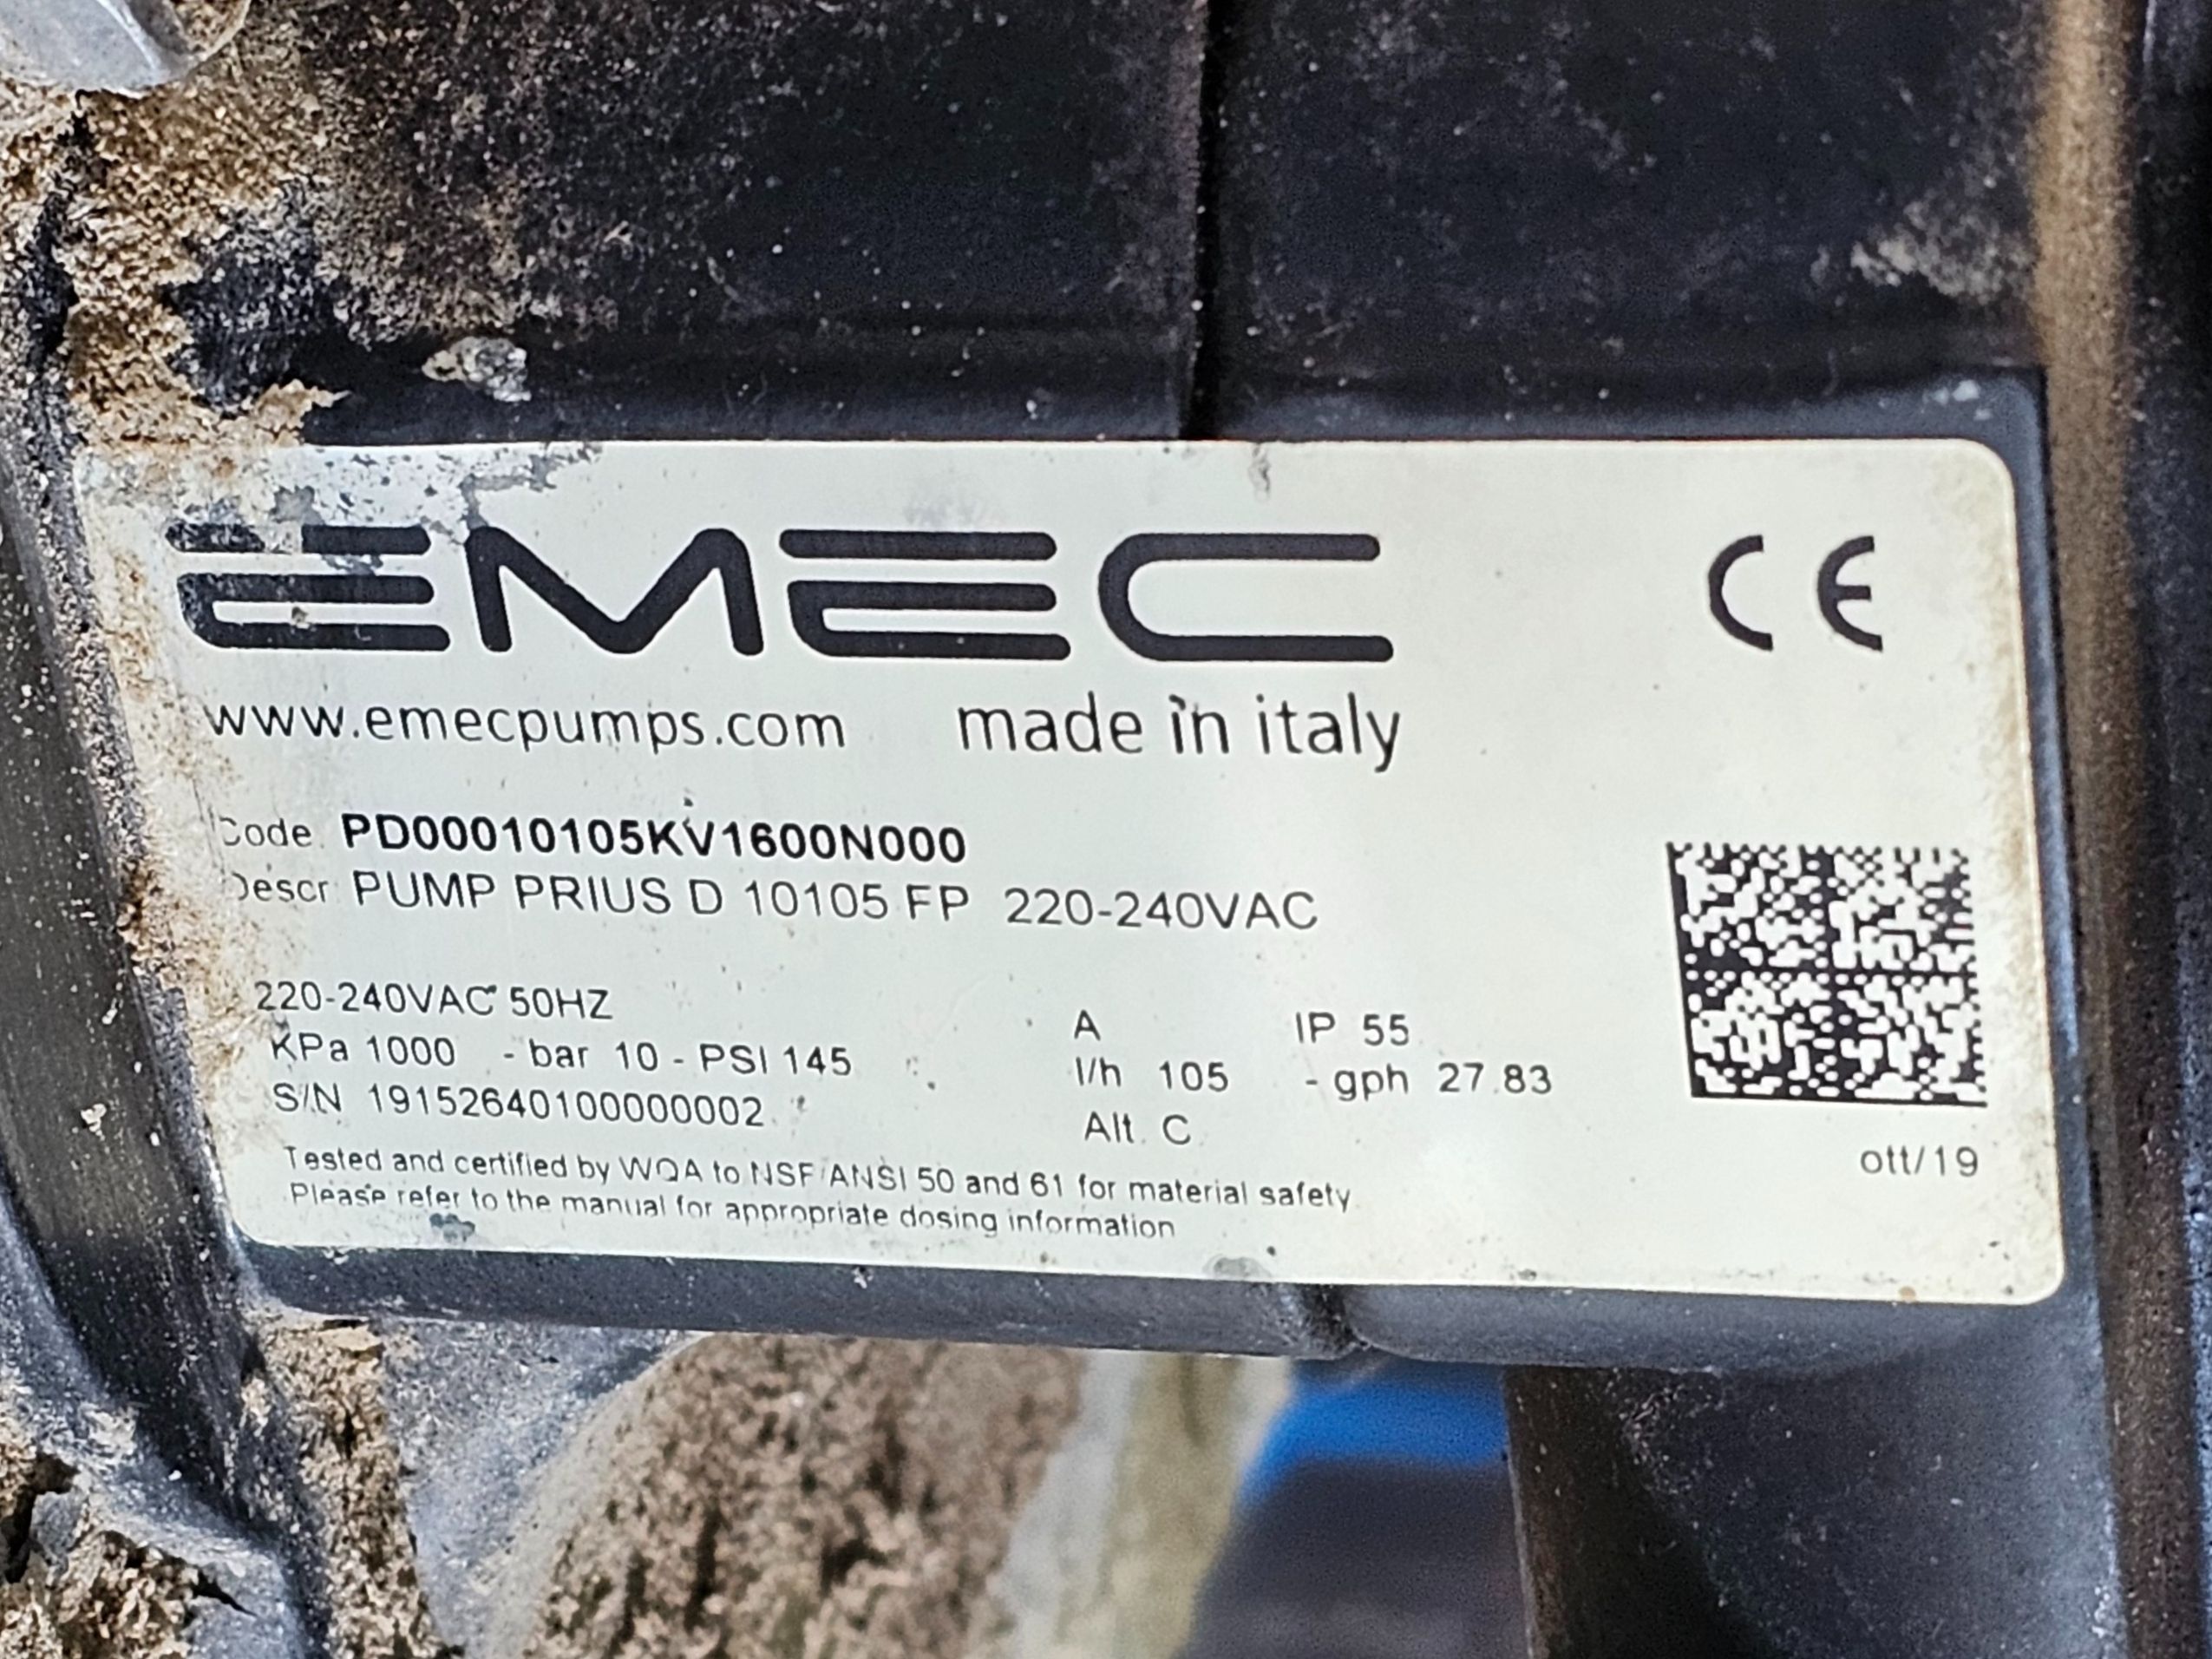 EMEC
CE
www.emecpumps.com made in italy
Code. PD00010105KV1600N000
Descr. PUMP PRIUS D 10105 FP 220-240VAC
220-240VAC 50HZ
A IP 55
KPa 1000 - bar 10 - PSI 145
l/h 105 - gph 27.83
S/N 19152640100000002
Alt. C
ott/19
Tested and certified by WQA to NSF/ANSI 50 and 61 for material safety
Please refer to the manual for appropriate dosing information